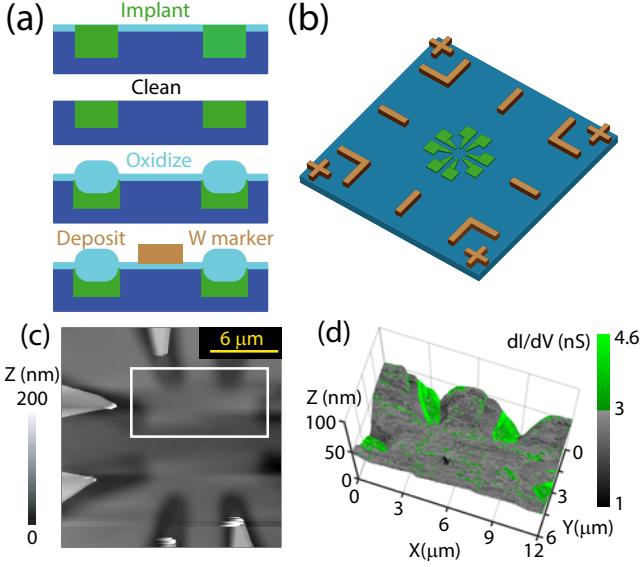 (a)
Implant
Clean
Oxidize
Deposit W marker
(b)
(c)
6 μm
Z (nm)
200
0
(d)
dI/dV (nS)
4.6
3
1
Z (nm)
100
50
0
0
3
6
9
12
X(μm)
0
3
6
Y(μm)